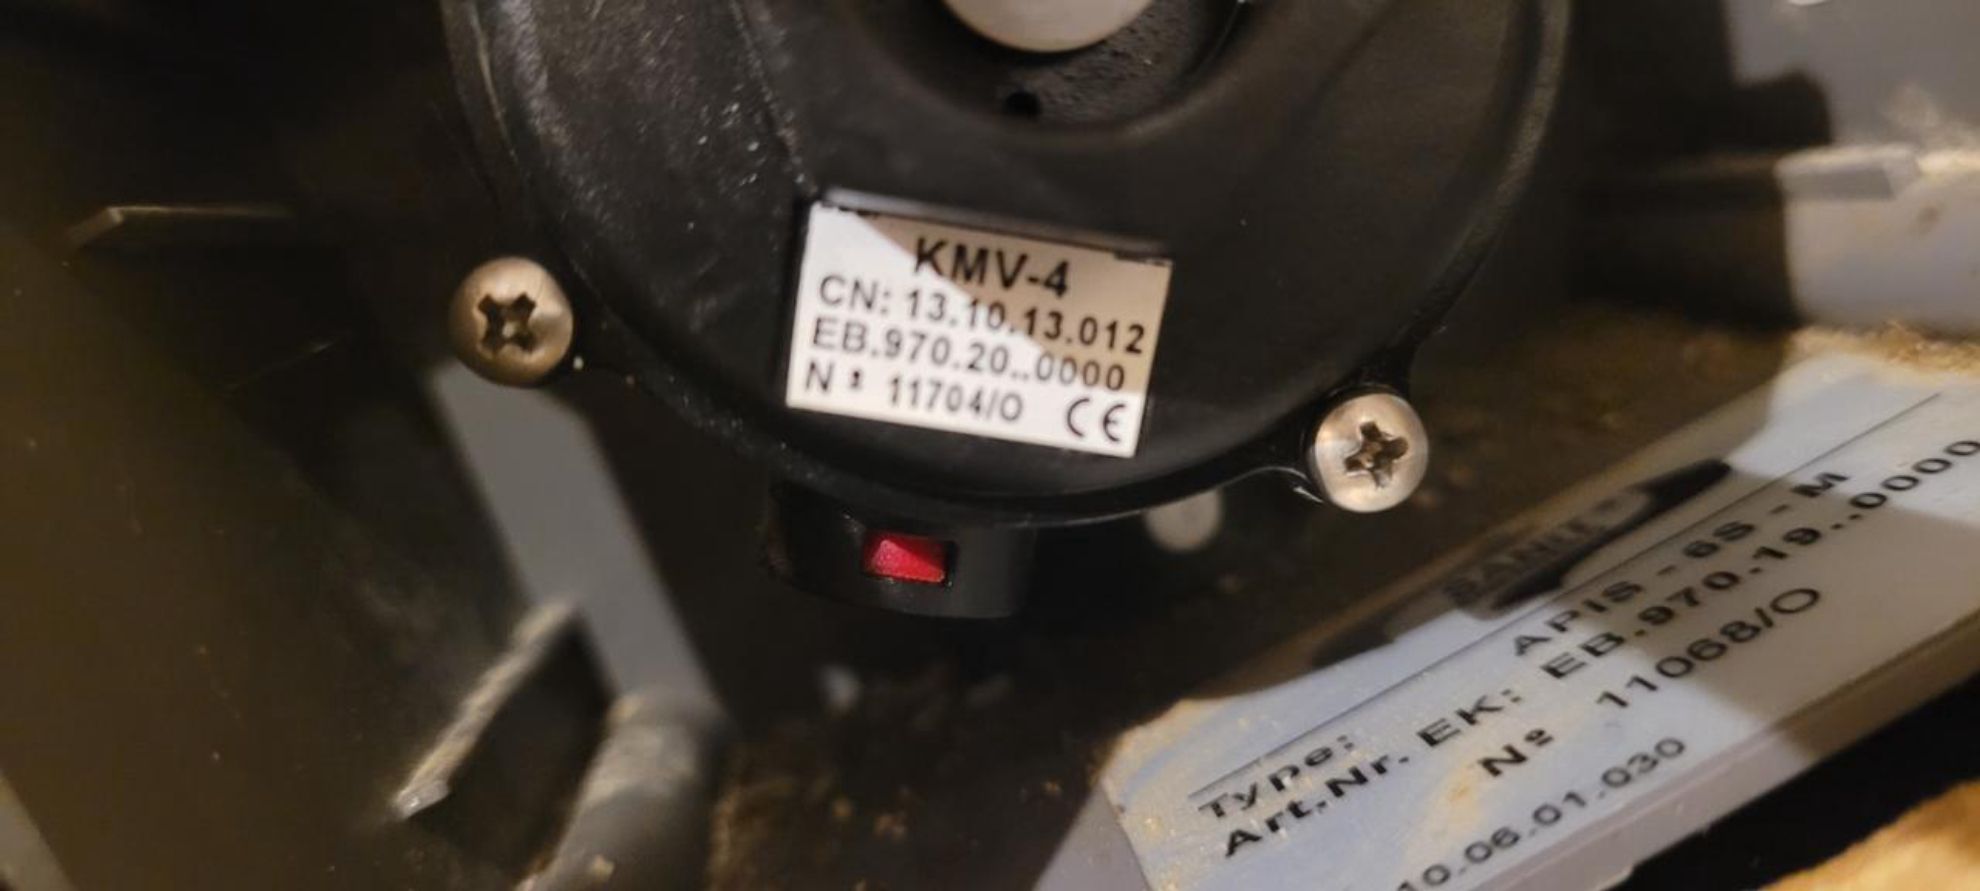 KMV-4
CN: 13.10.13.012
EB.970.20..0000
Nº 11704/O CE
Type: APIS - 6S - M
Art.Nr. EK: EB.970.19..0000
Nº 11068/O
10.06.01.030